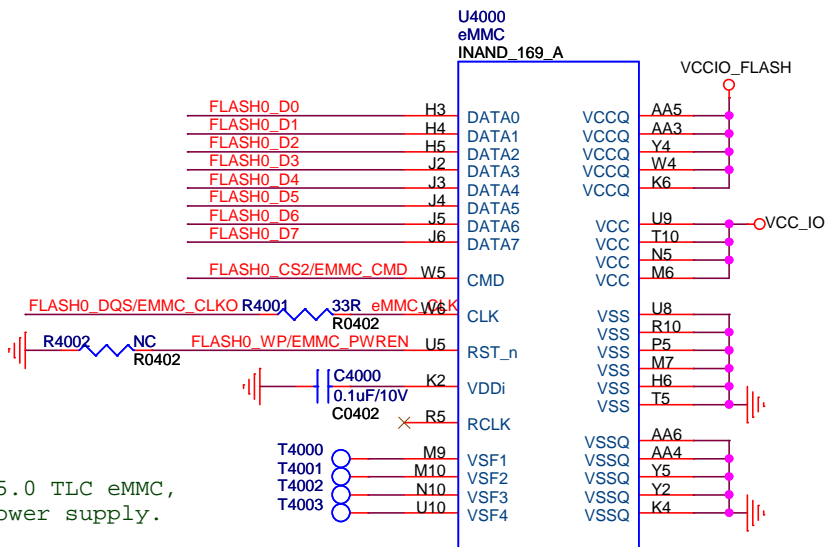 U4000
eMMC
INAND_169_A
VCCIO_FLASH
FLASH0_D0 H3 DATA0 VCCQ AA5
FLASH0_D1 H4 DATA1 VCCQ AA3
FLASH0_D2 H5 DATA2 VCCQ Y4
FLASH0_D3 J2 DATA3 VCCQ W4
FLASH0_D4 J3 DATA4 VCCQ K6
FLASH0_D5 J4 DATA5
FLASH0_D6 J5 DATA6 VCC U9 VCC_IO
FLASH0_D7 J6 DATA7 VCC T10
VCC N5
FLASH0_CS2/EMMC_CMD W5 CMD VCC M6
FLASH0_DQS/EMMC_CLKO R4001 33R eMMC_CLK W6 CLK VSS U8
R0402 VSS R10
R4002 NC FLASH0_WP/EMMC_PWREN U5 RST_n VSS P5
R0402 VSS M7
C4000 K2 VDDi VSS H6
0.1uF/10V VSS T5
C0402 R5 RCLK
VSSQ AA6
T4000 M9 VSF1 VSSQ AA4
T4001 M10 VSF2 VSSQ Y5
T4002 N10 VSF3 VSSQ Y2
T4003 U10 VSF4 VSSQ K4
5.0 TLC eMMC,
ower supply.